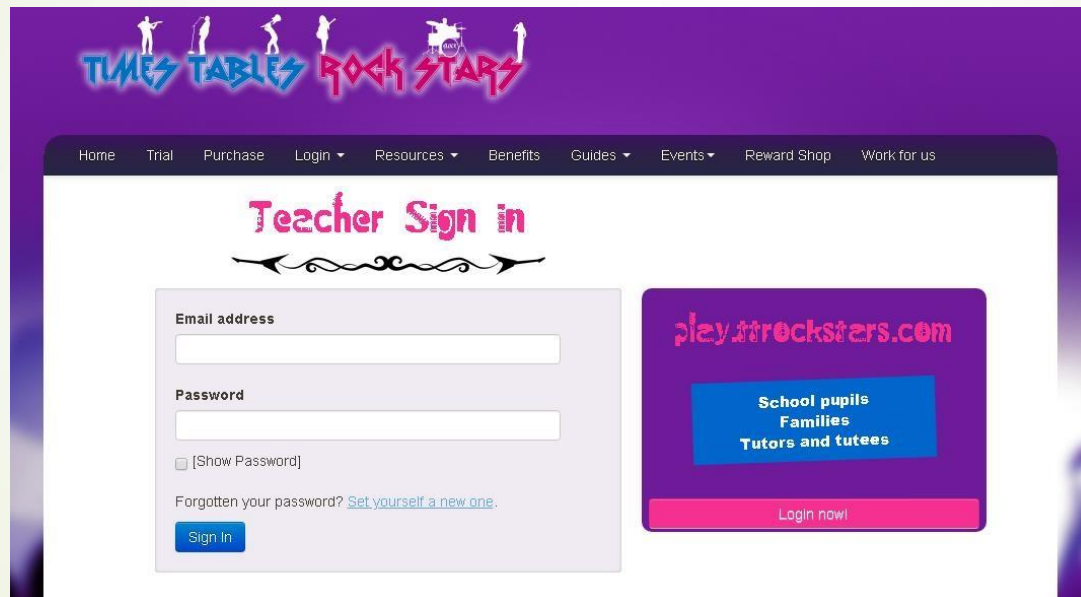 TIMES TABLES ROCK STARS
Home Trial Purchase Login Resources Benefits Guides Events Reward Shop Work for us
Teacher Sign in
Email address
Password
[Show Password]
Forgotten your password? Set yourself a new one.
Sign In
play.ttrockstars.com
School pupils
Families
Tutors and tutees
Login now!